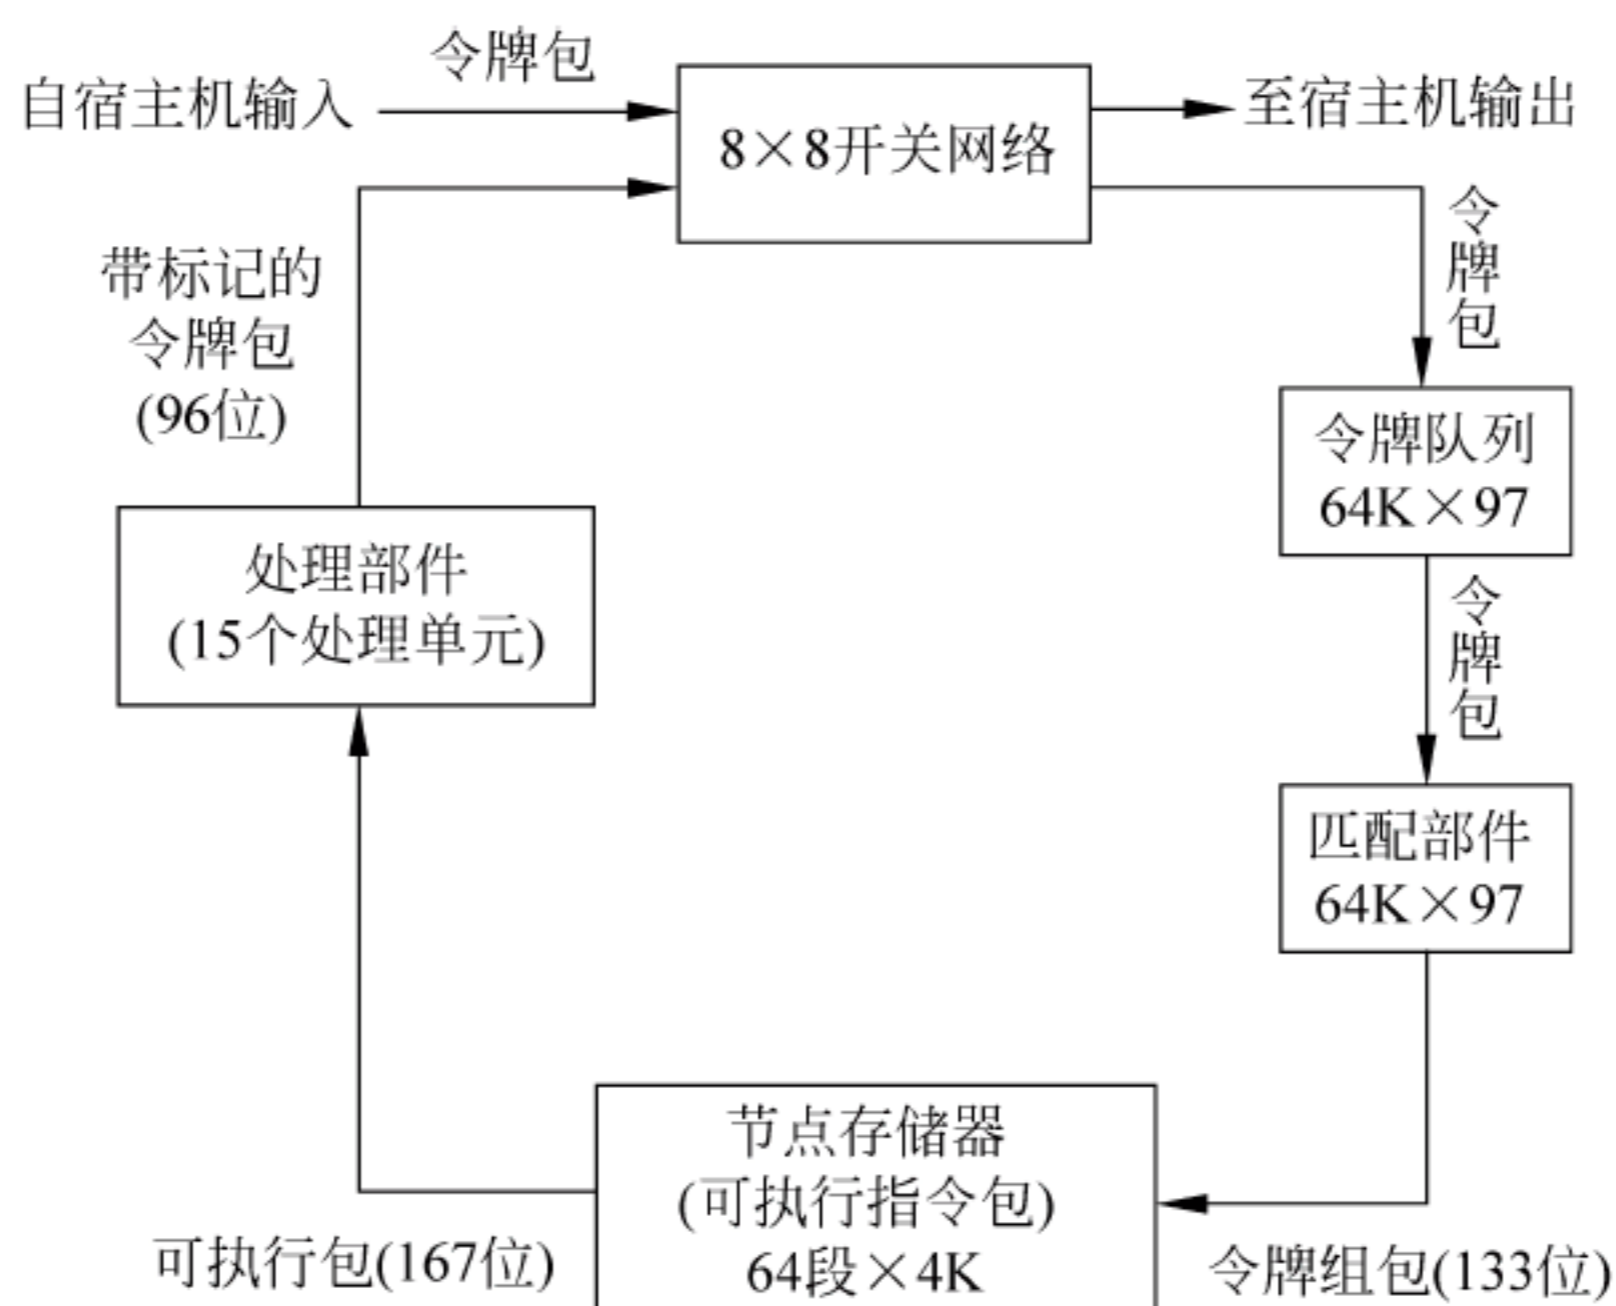 令牌包
自宿主机输入
8×8开关网络
至宿主机输出
令牌包
带标记的
令牌包
(96位)
令牌队列
64K×97
令牌包
处理部件
(15个处理单元)
匹配部件
64K×97
节点存储器
(可执行指令包)
64段×4K
可执行包(167位)
令牌组包(133位)